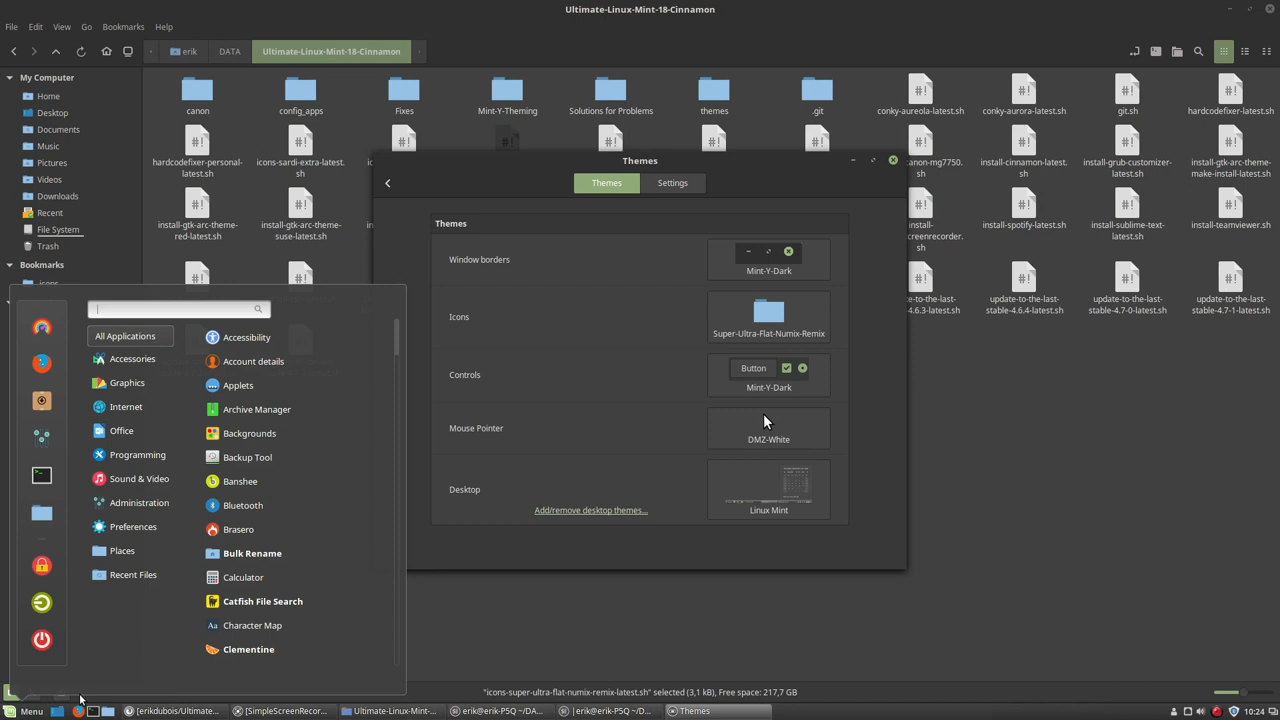 Ultimate-Linux-Mint-18-Cinnamon
File Edit View Go Bookmarks Help
erik DATA Ultimate-Linux-Mint-18-Cinnamon
My Computer
Home
Desktop
Documents
Music
Pictures
Videos
Downloads
Recent
File System
Trash
Bookmarks
canon config_apps Fixes Mint-Y-Theming Solutions for Problems themes .git conky-aureola-latest.sh conky-aurora-latest.sh git.sh hardcodefixer-latest.sh
hardcodefixer-personal-
latest.sh
icons-sardi-extra-latest.
sh
install-cinnamon-latest.
sh
install-grub-customizer-
latest.sh
install-gtk-arc-theme-
make-install-latest.sh
install-gtk-arc-theme-
red-latest.sh
install-gtk-arc-theme-
suse-latest.sh
install-spotify-latest.sh
install-sublime-text-
latest.sh
install-teamviewer.sh
update-to-the-last-
stable-4.6.4.sh
update-to-the-last-
stable-4.7-0-latest.sh
update-to-the-last-
stable-4.7-1-latest.sh
Themes
Themes Settings
Themes
Window borders
Mint-Y-Dark
Icons
Super-Ultra-Flat-Numix-Remix
Controls
Button
Mint-Y-Dark
Mouse Pointer
DMZ-White
Desktop
Add/remove desktop themes...
Linux Mint
All Applications
Accessories
Graphics
Internet
Office
Programming
Sound & Video
Administration
Preferences
Places
Recent Files
Accessibility
Account details
Applets
Archive Manager
Backgrounds
Backup Tool
Banshee
Bluetooth
Brasero
Bulk Rename
Calculator
Catfish File Search
Character Map
Clementine
"icons-super-ultra-flat-numix-remix-latest.sh" selected (3,1 kB), Free space: 217,7 GB
Menu [erikdubois/Ultimate... [SimpleScreenRecor... Ultimate-Linux-Mint-... erik@erik-P5Q ~/DA... |erik@erik-P5Q ~/DO... Themes 10:24